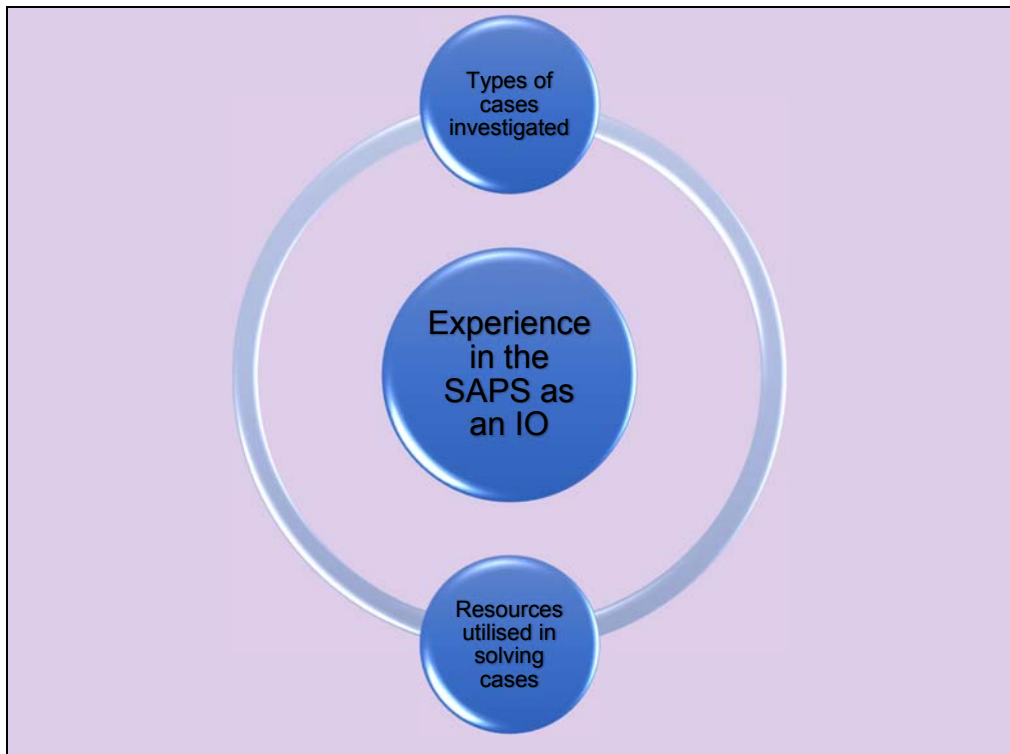 Types of
cases
investigated
Experience
in the
SAPS as
an IO
Resources
utilised in
solving
cases